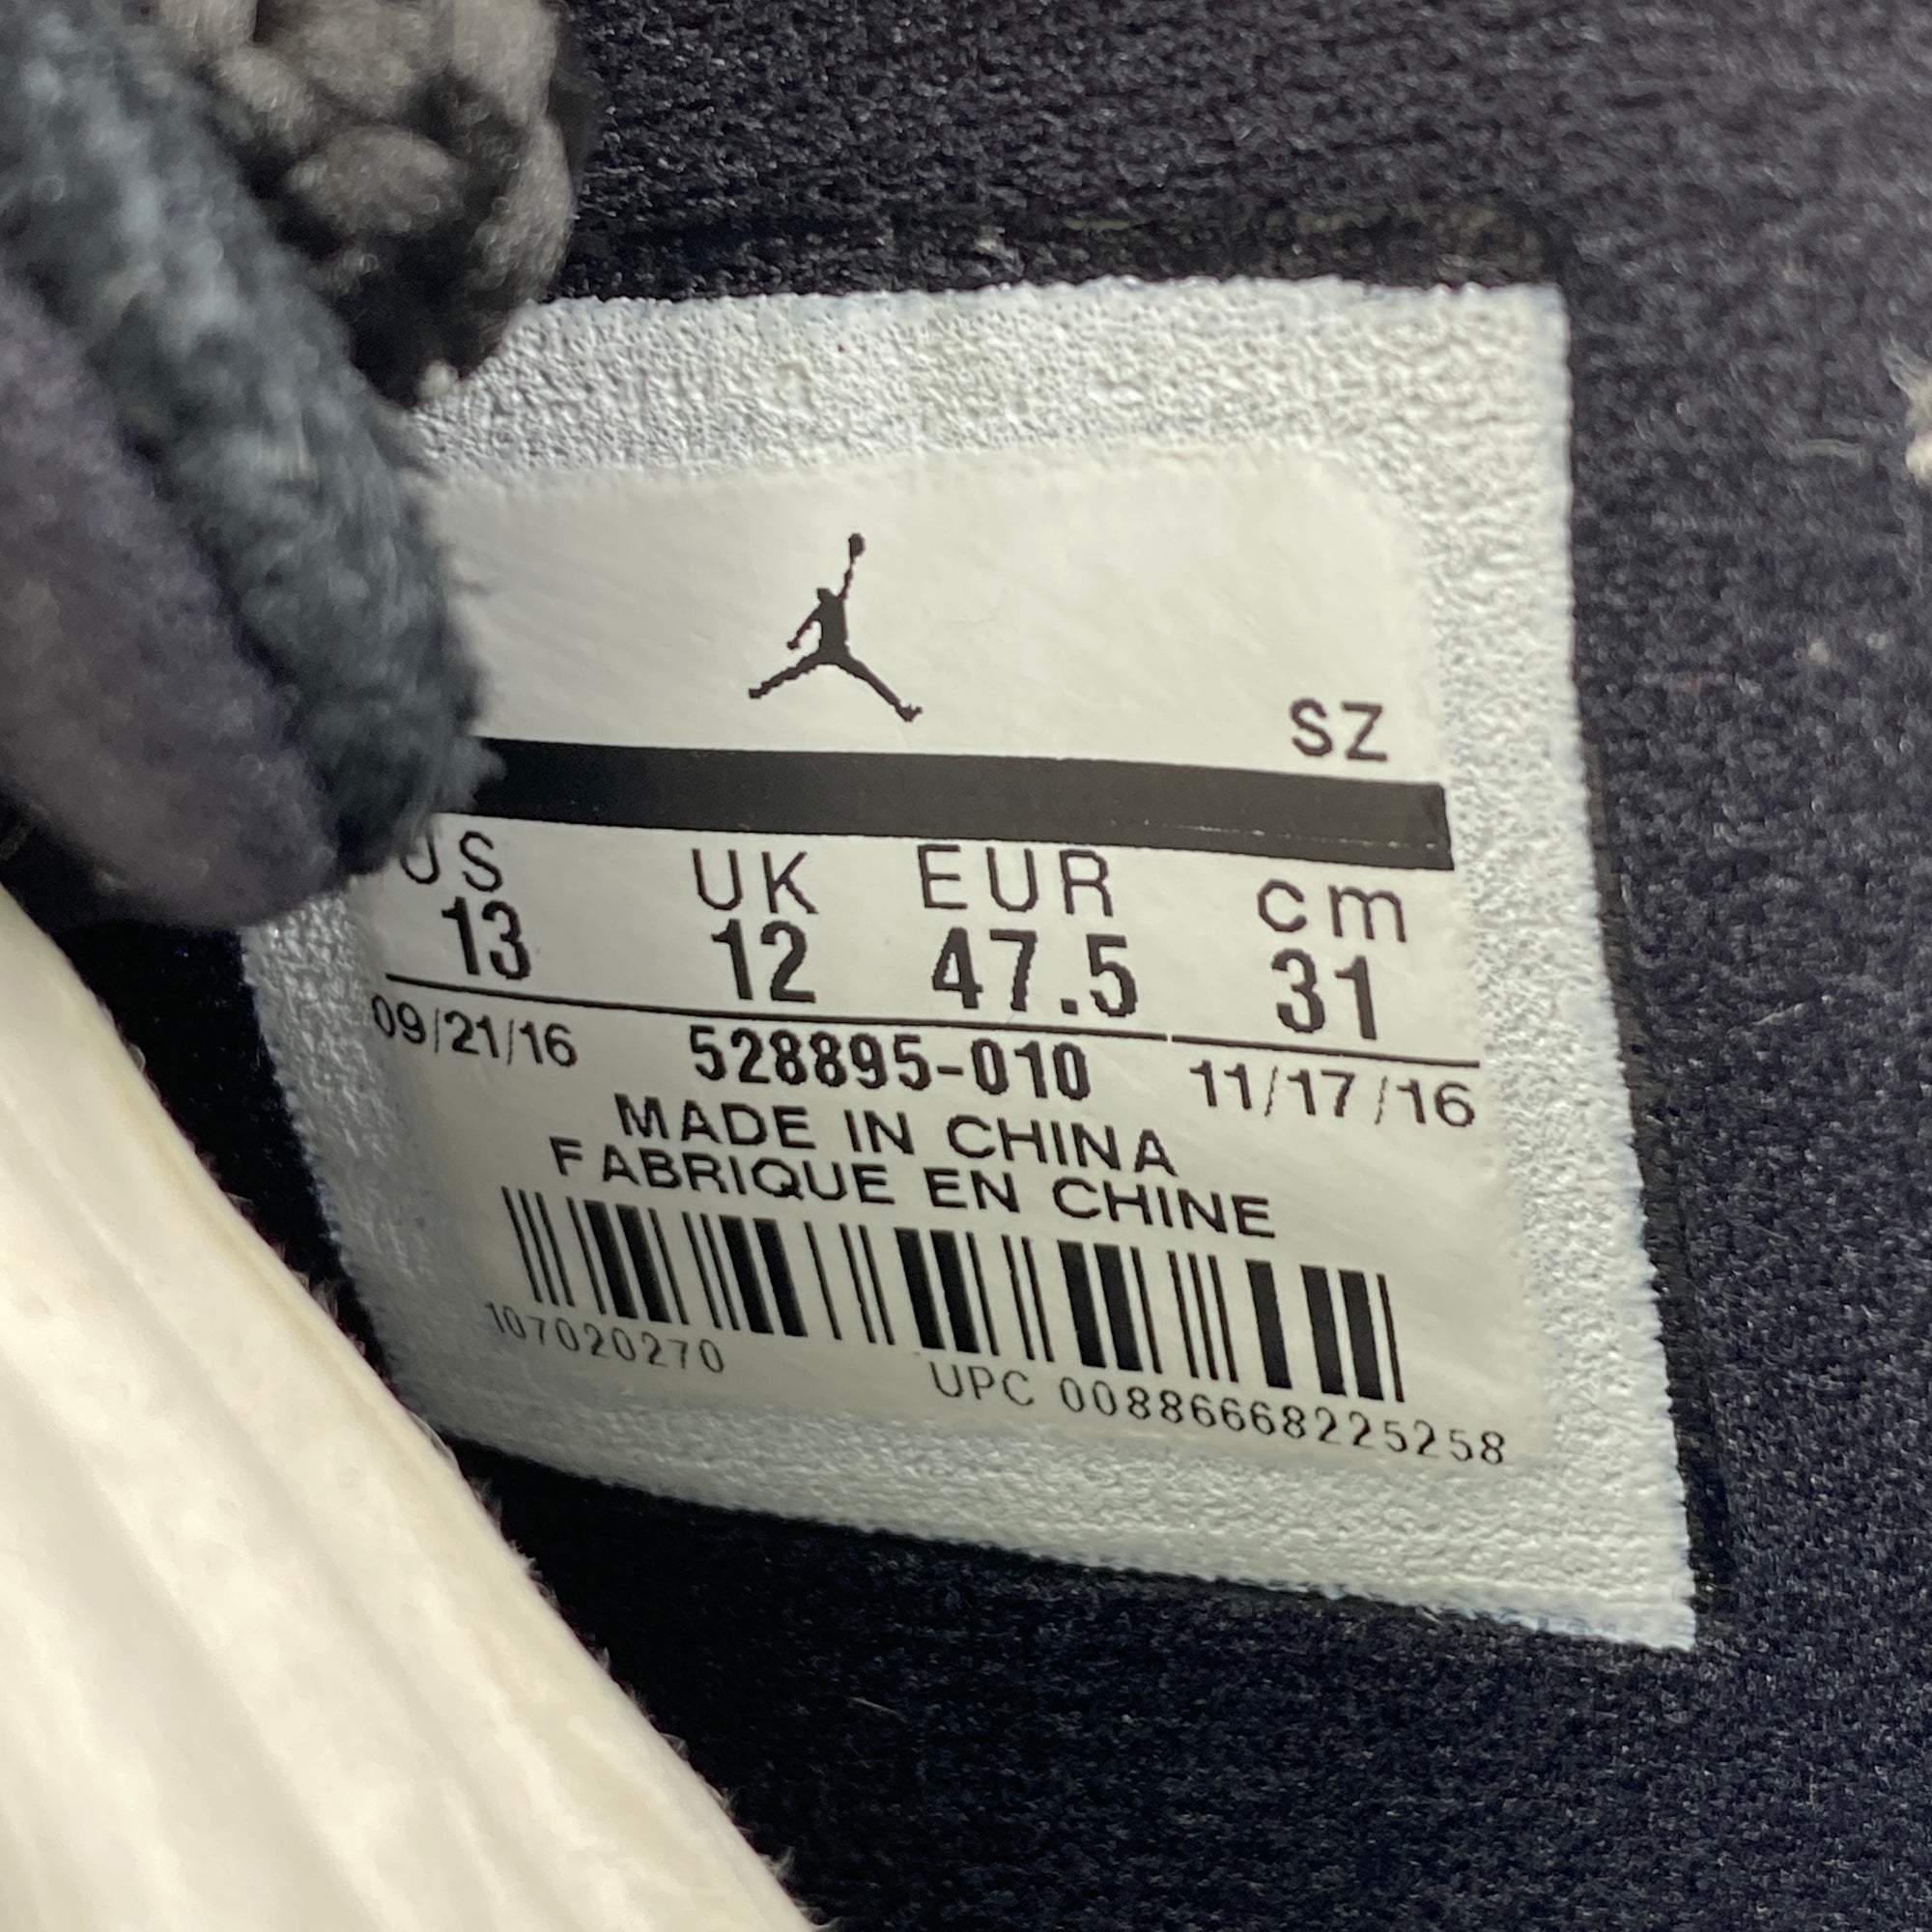 SZ
US UK EUR cm
13 12 47.5 31
09/21/16 528895-010 11/17/16
MADE IN CHINA
FABRIQUE EN CHINE
107020270 UPC 00886668225258